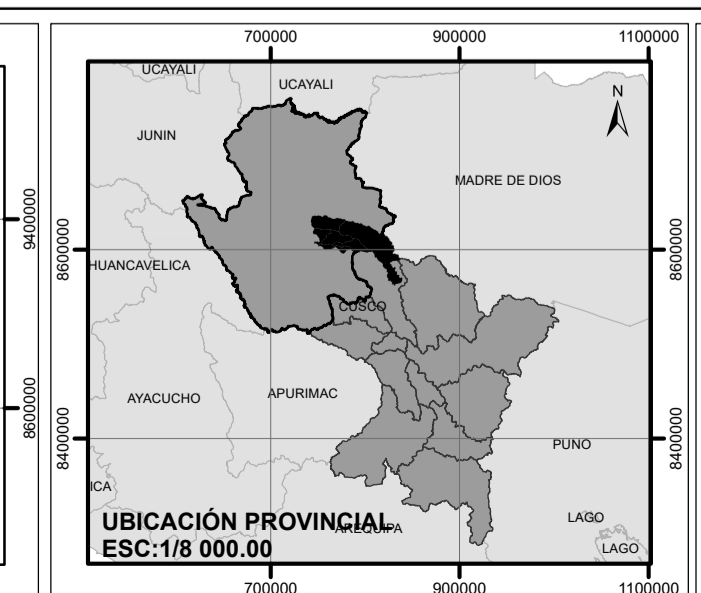 700000 900000 1100000
UCAYALI
UCAYALI
N
JUNIN
MADRE DE DIOS
9400000
8600000 8600000
HUANCAVELICA
CUSCO
APURIMAC
AYACUCHO
8600000
8400000 8400000
PUNO
ICA
LAGO
UBICACIÓN PROVINCIAL
AREQUIPA
ESC:1/8 000.00
LAGO
700000 900000 1100000